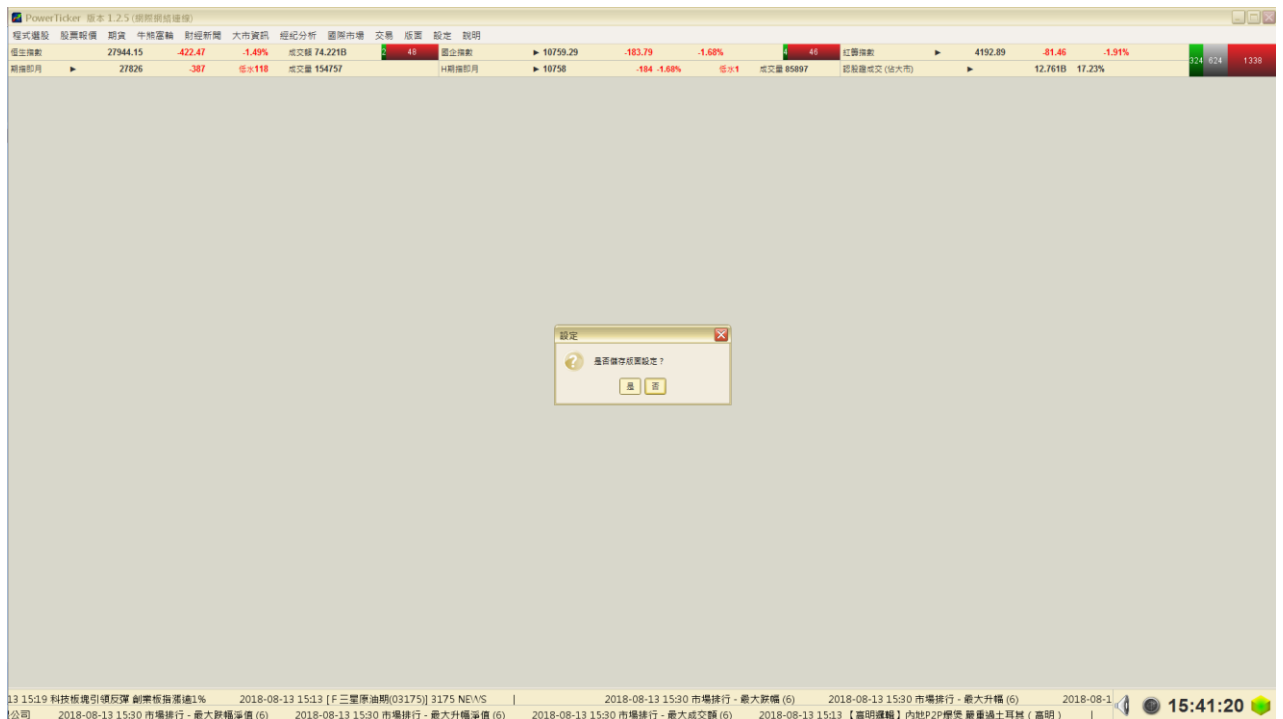 PowerTicker 版本 1.2.5 (網際網絡連線)
程式選股 股票報價 期貨 牛熊窩輪 財經新聞 大市資訊 經紀分析 國際市場 交易 版面 設定 說明
恒生指數 27944.15 -422.47 -1.49% 成交額 74.221B 2 48 國企指數 ► 10759.29 -183.79 -1.68% 4 46 紅籌指數 ► 4192.89 -81.46 -1.91%
期指即月 ► 27826 -387 低水118 成交量 154757 H期指即月 ► 10758 -184 -1.68% 低水1 成交量 85897 認股證成交 (佔大市) ► 12.761B 17.23%
324 624 1338
設定
是否儲存版面設定？
是 否
13 15:19 科技板塊引領反彈 創業板指漲逾1% 2018-08-13 15:13 [F三星原油期(03175)] 3175 NEWS | 2018-08-13 15:30 市場排行 - 最大跌幅 (6) 2018-08-13 15:30 市場排行 - 最大升幅 (6) 2018-08-1
公司 2018-08-13 15:30 市場排行 - 最大跌幅淨值 (6) 2018-08-13 15:30 市場排行 - 最大升幅淨值 (6) 2018-08-13 15:30 市場排行 - 最大成交額 (6) 2018-08-13 15:13 【高明邏輯】內地P2P爆煲 嚴重過土耳其 ( 高明 ) |
15:41:20